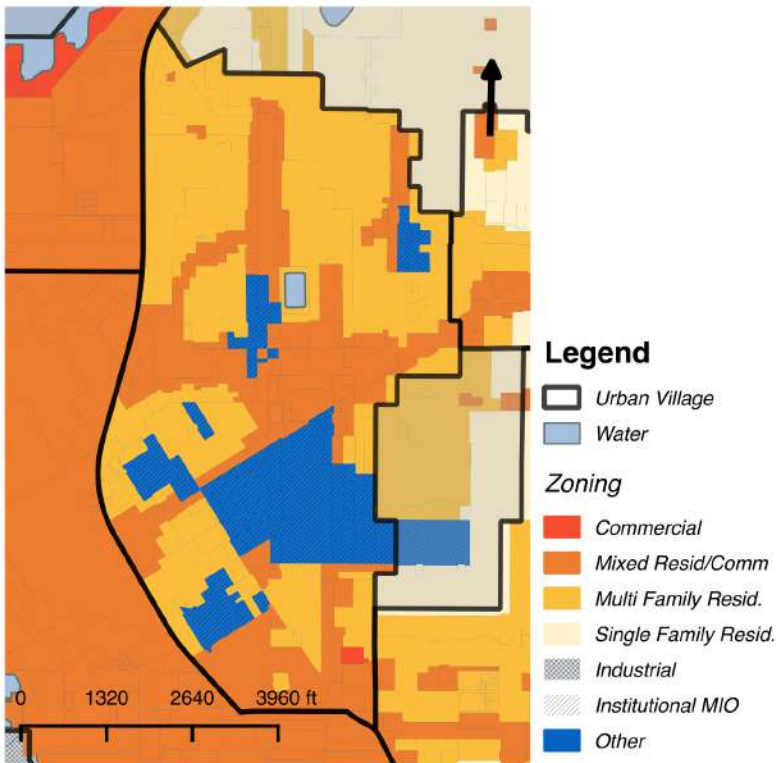 Legend
Urban Village
Water
Zoning
Commercial
Mixed Resid/Comm
Multi Family Resid.
Single Family Resid.
Industrial
Institutional MIO
Other
0 1320 2640 3960 ft